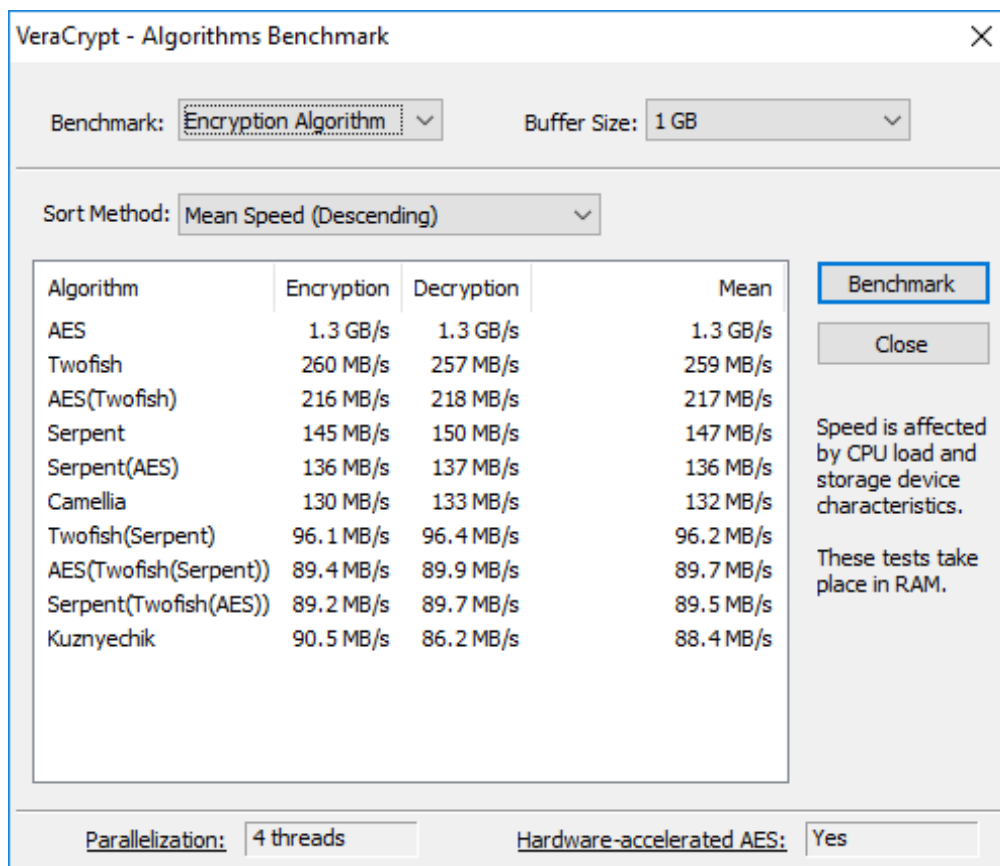 VeraCrypt - Algorithms Benchmark
Benchmark: Encryption Algorithm Buffer Size: 1 GB
Sort Method: Mean Speed (Descending)
Algorithm Encryption Decryption Mean
AES 1.3 GB/s 1.3 GB/s 1.3 GB/s
Twofish 260 MB/s 257 MB/s 259 MB/s
AES(Twofish) 216 MB/s 218 MB/s 217 MB/s
Serpent 145 MB/s 150 MB/s 147 MB/s
Serpent(AES) 136 MB/s 137 MB/s 136 MB/s
Camellia 130 MB/s 133 MB/s 132 MB/s
Twofish(Serpent) 96.1 MB/s 96.4 MB/s 96.2 MB/s
AES(Twofish(Serpent)) 89.4 MB/s 89.9 MB/s 89.7 MB/s
Serpent(Twofish(AES)) 89.2 MB/s 89.7 MB/s 89.5 MB/s
Kuznyechik 90.5 MB/s 86.2 MB/s 88.4 MB/s
Benchmark
Close
Speed is affected
by CPU load and
storage device
characteristics.
These tests take
place in RAM.
Parallelization: 4 threads Hardware-accelerated AES: Yes